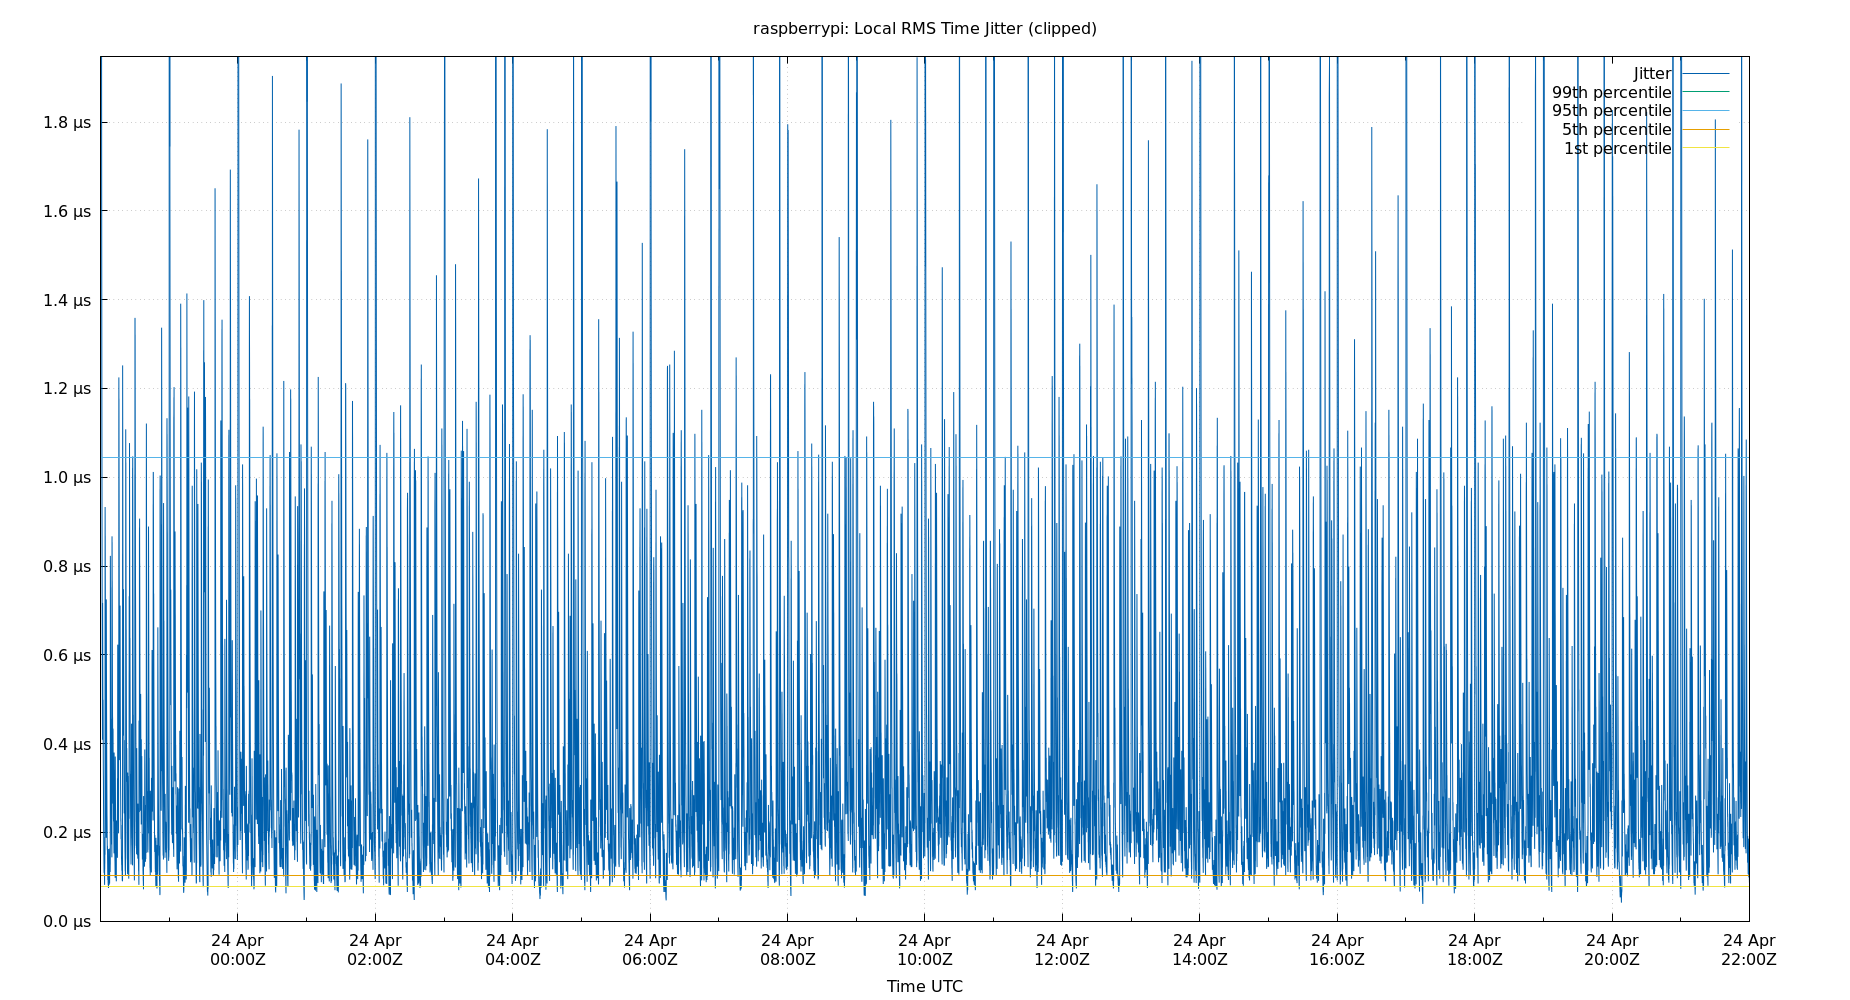 raspberrypi: Local RMS Time Jitter (clipped)
Jitter
99th percentile
95th percentile
5th percentile
1st percentile
1.8 µs
1.6 µs
1.4 µs
1.2 µs
1.0 µs
0.8 µs
0.6 µs
0.4 µs
0.2 µs
0.0 µs
24 Apr 24 Apr 24 Apr 24 Apr 24 Apr 24 Apr 24 Apr 24 Apr 24 Apr 24 Apr 24 Apr 24 Apr
00:00Z 02:00Z 04:00Z 06:00Z 08:00Z 10:00Z 12:00Z 14:00Z 16:00Z 18:00Z 20:00Z 22:00Z
Time UTC